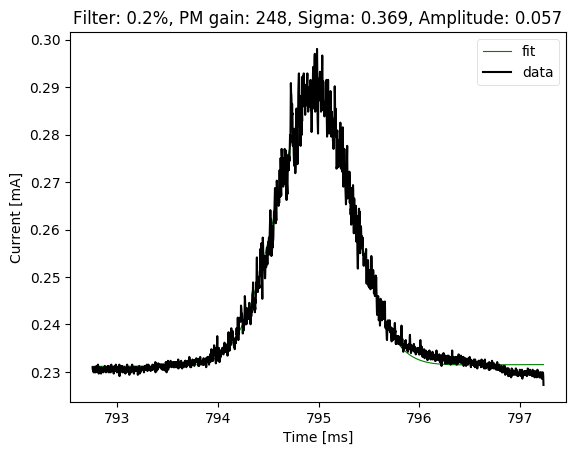 Filter: 0.2%, PM gain: 248, Sigma: 0.369, Amplitude: 0.057
fit
data
Current [mA]
0.30
0.29
0.28
0.27
0.26
0.25
0.24
0.23
793 794 795 796 797
Time [ms]